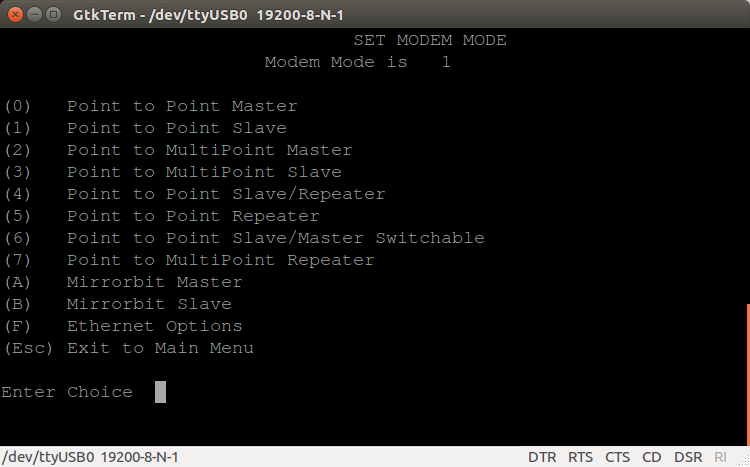 GtkTerm - /dev/ttyUSB0 19200-8-N-1
SET MODEM MODE
Modem Mode is 1
(0) Point to Point Master
(1) Point to Point Slave
(2) Point to MultiPoint Master
(3) Point to MultiPoint Slave
(4) Point to Point Slave/Repeater
(5) Point to Point Repeater
(6) Point to Point Slave/Master Switchable
(7) Point to MultiPoint Repeater
(A) Mirrorbit Master
(B) Mirrorbit Slave
(F) Ethernet Options
(Esc) Exit to Main Menu
Enter Choice
/dev/ttyUSB0 19200-8-N-1 DTR RTS CTS CD DSR RI